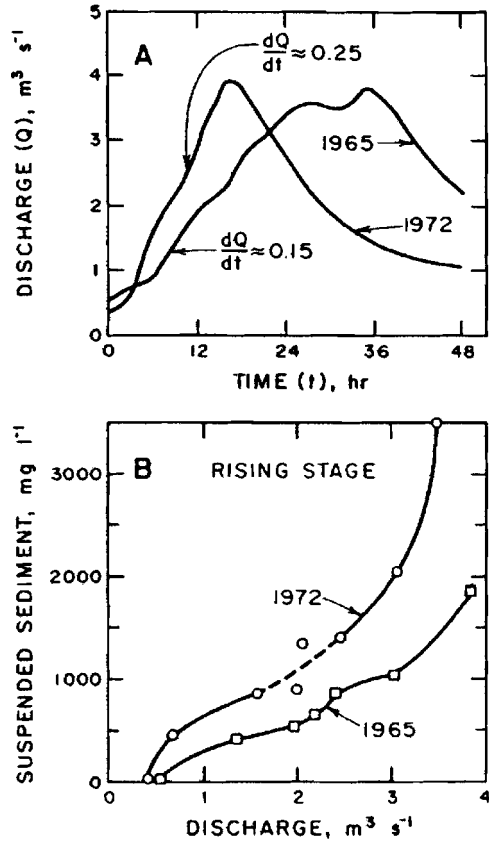 A
DISCHARGE (Q), m³ s⁻¹
5
4
3
2
1
0
dQ/dt ≈ 0.25
1965
1972
dQ/dt ≈ 0.15
0 12 24 36 48
TIME (t), hr
B RISING STAGE
SUSPENDED SEDIMENT, mg l⁻¹
3000
2000
1000
0
1972
1965
0 1 2 3 4
DISCHARGE, m³ s⁻¹